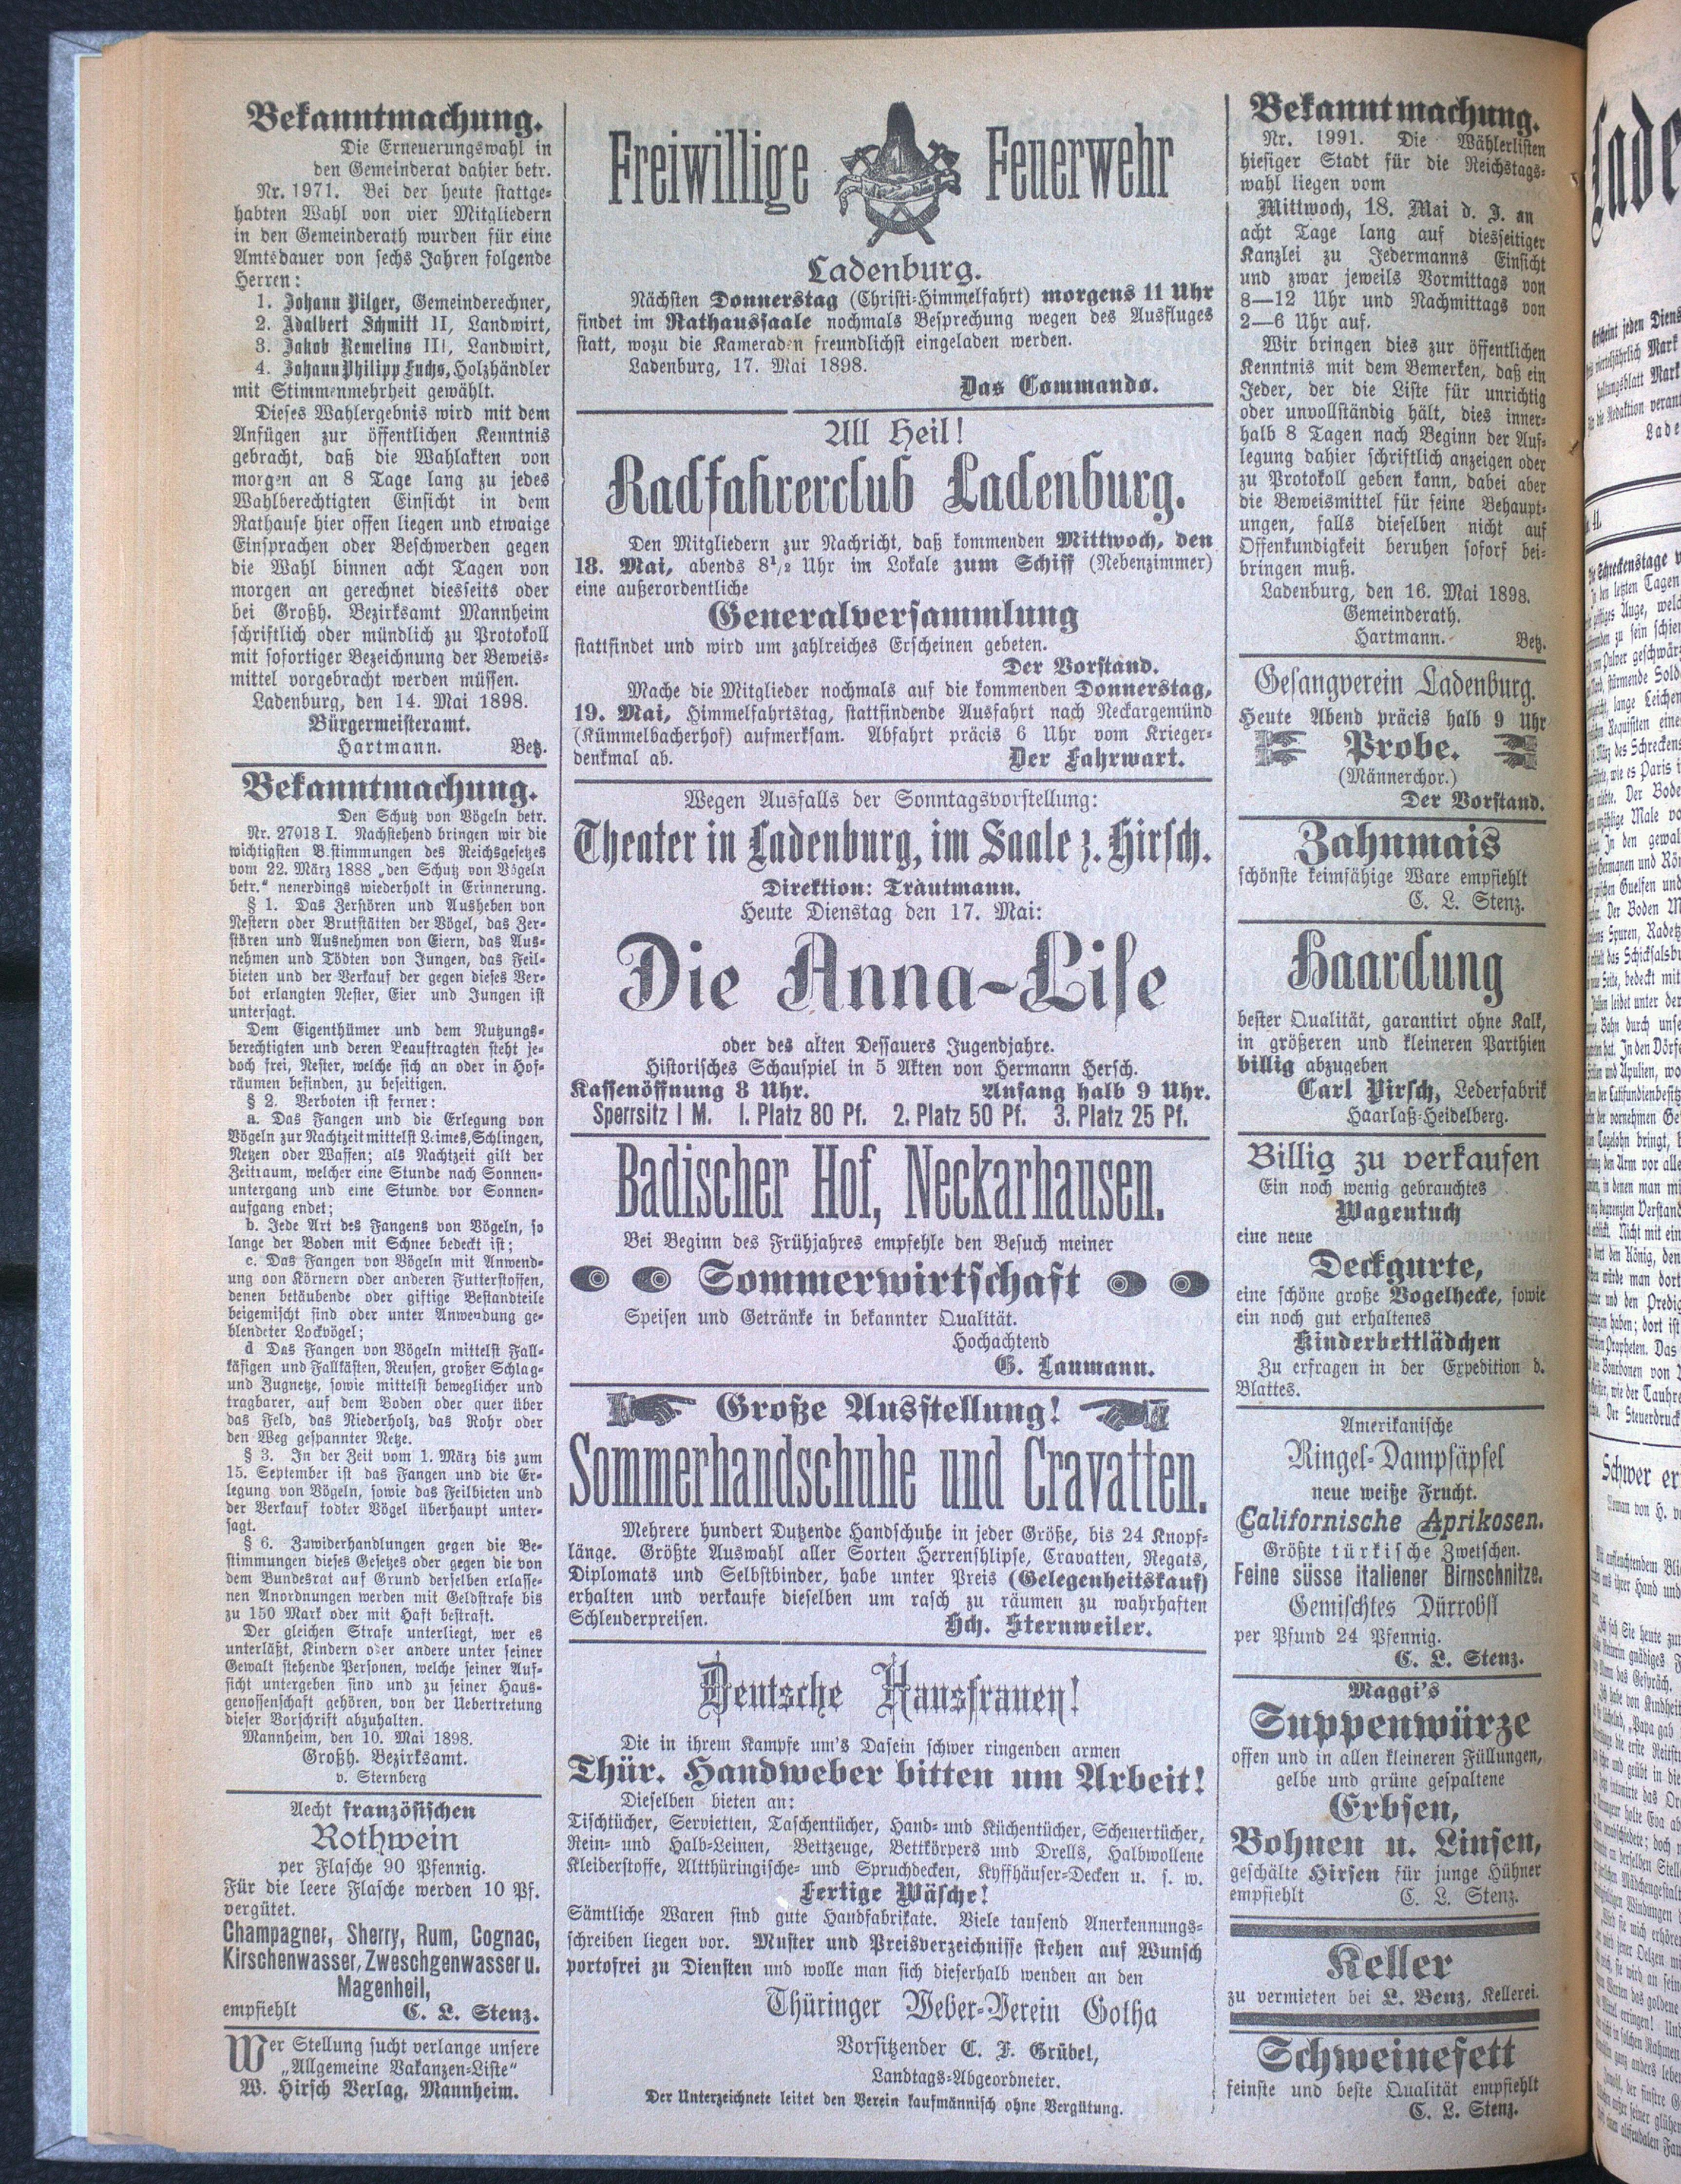 Bekanntmachung.
Die Erneuerungswahl in
den Gemeinderat dahier betr.
Nr. 1971. Bei der heute stattge-
habten Wahl von vier Mitgliedern
in den Gemeinderath wurden für eine
Amtsdauer von sechs Jahren folgende
Herren:
1. Johann Pilger, Gemeinderechner,
2. Adalbert Schmitt II, Landwirt,
3. Jakob Remelius III, Landwirt,
4. Johann Philipp Fuchs, Holzhändler
mit Stimmenmehrheit gewählt.
Dieses Wahlergebnis wird mit dem
Anfügen zur öffentlichen Kenntnis
gebracht, daß die Wahlakten von
morgen an 8 Tage lang zu jedes
Wahlberechtigten Einsicht in dem
Rathause hier offen liegen und etwaige
Einsprachen oder Beschwerden gegen
die Wahl binnen acht Tagen von
morgen an gerechnet diesseits oder
bei Großh. Bezirksamt Mannheim
schriftlich oder mündlich zu Protokoll
mit sofortiger Bezeichnung der Beweis-
mittel vorgebracht werden müssen.
Ladenburg, den 14. Mai 1898.
Bürgermeisteramt.
Hartmann. Betz.
Bekanntmachung.
Den Schutz von Vögeln betr.
Nr. 27013 I. Nachstehend bringen wir die
wichtigsten Bestimmungen des Reichsgesetzes
vom 22. März 1888 „den Schutz von Vögeln
betr.“ nenerdings wiederholt in Erinnerung.
§ 1. Das Zerstören und Ausheben von
Nestern oder Brutstätten der Vögel, das Zer-
stören und Ausnehmen von Eiern, das Aus-
nehmen und Tödten von Jungen, das Feil-
bieten und der Verkauf der gegen dieses Ver-
bot erlangten Nester, Eier und Jungen ist
untersagt.
Dem Eigenthümer und dem Nutzungs-
berechtigten und deren Beauftragten steht je-
doch frei, Nester, welche sich an oder in Hof-
räumen befinden, zu beseitigen.
§ 2. Verboten ist ferner:
a. Das Fangen und die Erlegung von
Vögeln zur Nachtzeit mittelst Leimes, Schlingen,
Netzen oder Waffen; als Nachtzeit gilt der
Zeitraum, welcher eine Stunde nach Sonnen-
untergang und eine Stunde vor Sonnen-
aufgang endet;
b. Jede Art des Fangens von Vögeln, so
lange der Boden mit Schnee bedeckt ist;
c. Das Fangen von Vögeln mit Anwend-
ung von Körnern oder anderen Futterstoffen,
denen betäubende oder giftige Bestandteile
beigemischt sind oder unter Anwendung ge-
blendeter Lockvögel;
d Das Fangen von Vögeln mittelst Fall-
käfigen und Fallkästen, Reusen, großer Schlag-
und Zugnetze, sowie mittelst beweglicher und
tragbarer, auf dem Boden oder quer über
das Feld, das Niederholz, das Rohr oder
den Weg gespannter Netze.
§ 3. In der Zeit vom 1. März bis zum
15. September ist das Fangen und die Er-
legung von Vögeln, sowie das Feilbieten und
der Verkauf todter Vögel überhaupt unter-
sagt.
§ 6. Zuwiderhandlungen gegen die Be-
stimmungen dieses Gesetzes oder gegen die von
dem Bundesrat auf Grund derselben erlasse-
nen Anordnungen werden mit Geldstrafe bis
zu 150 Mark oder mit Haft bestraft.
Der gleichen Strafe unterliegt, wer es
unterläßt, Kindern oder andere unter seiner
Gewalt stehende Personen, welche seiner Auf-
sicht untergeben sind und zu seiner Haus-
genossenschaft gehören, von der Uebertretung
dieser Vorschrift abzuhalten.
Mannheim, den 10. Mai 1898.
Großh. Bezirksamt.
v. Sternberg
Aecht französischen
Rothwein
per Flasche 90 Pfennig.
Für die leere Flasche werden 10 Pf.
vergütet.
Champagner, Sherry, Rum, Cognac,
Kirschenwasser, Zweschgenwasser u.
Magenheil,
empfiehlt C. L. Stenz.
Wer Stellung sucht verlange unsere
„Allgemeine Vakanzen-Liste“
W. Hirsch Verlag, Mannheim.
Freiwillige Feuerwehr
Ladenburg.
Nächsten Donnerstag (Christi-Himmelfahrt) morgens 11 Uhr
findet im Rathaussaale nochmals Besprechung wegen des Ausfluges
statt, wozu die Kameraden freundlichst eingeladen werden.
Ladenburg, 17. Mai 1898.
Das Commando.
All Heil!
Radfahrerclub Ladenburg.
Den Mitgliedern zur Nachricht, daß kommenden Mittwoch, den
18. Mai, abends 8½ Uhr im Lokale zum Schiff (Nebenzimmer)
eine außerordentliche
Generalversammlung
stattfindet und wird um zahlreiches Erscheinen gebeten.
Der Vorstand.
Mache die Mitglieder nochmals auf die kommenden Donnerstag,
19. Mai, Himmelfahrtstag, stattfindende Ausfahrt nach Neckargemünd
(Kümmelbacherhof) aufmerksam. Abfahrt präcis 6 Uhr vom Krieger-
denkmal ab. Der Fahrwart.
Wegen Ausfalls der Sonntagsvorstellung:
Theater in Ladenburg, im Saale z. Hirsch.
Direktion: Trautmann.
Heute Dienstag den 17. Mai:
Die Anna-Lise
oder des alten Dessauers Jugendjahre.
Historisches Schauspiel in 5 Akten von Hermann Hersch.
Kassenöffnung 8 Uhr. Anfang halb 9 Uhr.
Sperrsitz 1 M. 1. Platz 80 Pf. 2. Platz 50 Pf. 3. Platz 25 Pf.
Badischer Hof, Neckarhausen.
Bei Beginn des Frühjahres empfehle den Besuch meiner
Sommerwirtschaft
Speisen und Getränke in bekannter Qualität.
Hochachtend
G. Laumann.
Große Ausstellung!
Sommerhandschuhe und Cravatten.
Mehrere hundert Dutzende Handschuhe in jeder Größe, bis 24 Knopf-
länge. Größte Auswahl aller Sorten Herrenshlipse, Cravatten, Regats,
Diplomats und Selbstbinder, habe unter Preis (Gelegenheitskauf)
erhalten und verkaufe dieselben um rasch zu räumen zu wahrhaften
Schleuderpreisen. Hch. Sternweiler.
Deutsche Hausfrauen!
Die in ihrem Kampfe um's Dasein schwer ringenden armen
Thür. Handweber bitten um Arbeit!
Dieselben bieten an:
Tischtücher, Servietten, Taschentücher, Hand- und Küchentücher, Scheuertücher,
Rein- und Halb-Leinen, Bettzeuge, Bettkörpers und Drells, Halbwollene
Kleiderstoffe, Altthüringische- und Spruchdecken, Kyffhäuser-Decken u. s. w.
Fertige Wäsche!
Sämtliche Waren sind gute Handfabrikate. Viele tausend Anerkennungs-
schreiben liegen vor. Muster und Preisverzeichnisse stehen auf Wunsch
portofrei zu Diensten und wolle man sich dieserhalb wenden an den
Thüringer Weber-Verein Gotha
Vorsitzender C. F. Grübel,
Landtags-Abgeordneter.
Der Unterzeichnete leitet den Verein kaufmännisch ohne Vergütung.
Bekanntmachung.
Nr. 1991. Die Wählerlisten
hiesiger Stadt für die Reichstags-
wahl liegen vom
Mittwoch, 18. Mai d. J. an
acht Tage lang auf diesseitiger
Kanzlei zu Jedermanns Einsicht
und zwar jeweils Vormittags von
8—12 Uhr und Nachmittags von
2—6 Uhr auf.
Wir bringen dies zur öffentlichen
Kenntnis mit dem Bemerken, daß ein
Jeder, der die Liste für unrichtig
oder unvollständig hält, dies inner-
halb 8 Tagen nach Beginn der Auf-
legung dahier schriftlich anzeigen oder
zu Protokoll geben kann, dabei aber
die Beweismittel für seine Behaupt-
ungen, falls dieselben nicht auf
Offenkundigkeit beruhen sofort bei-
bringen muß.
Ladenburg, den 16. Mai 1898.
Gemeinderath.
Hartmann. Betz.
Gesangverein Ladenburg.
Heute Abend präcis halb 9 Uhr
Probe.
(Männerchor.)
Der Vorstand.
Zahnmais
schönste keimfähige Ware empfiehlt
C. L. Stenz.
Haardung
bester Qualität, garantirt ohne Kalk,
in größeren und kleineren Parthien
billig abzugeben
Carl Pirsch, Lederfabrik
Haarlaß-Heidelberg.
Billig zu verkaufen
Ein noch wenig gebrauchtes
Wagentuch
eine neue
Deckgurte,
eine schöne große Vogelhecke, sowie
ein noch gut erhaltenes
Kinderbettlädchen
Zu erfragen in der Expedition d.
Blattes.
Amerikanische
Ringel-Dampfäpfel
neue weiße Frucht.
Californische Aprikosen.
Größte türkische Zwetschen.
Feine süsse italiener Birnschnitze.
Gemischtes Dürrobst
per Pfund 24 Pfennig.
C. L. Stenz.
Maggi's
Suppenwürze
offen und in allen kleineren Füllungen,
gelbe und grüne gespaltene
Erbsen,
Bohnen u. Linsen,
geschälte Hirsen für junge Hühner
empfiehlt C. L. Stenz.
Keller
zu vermieten bei L. Benz, Kellerei.
Schweinefett
feinste und beste Qualität empfiehlt
C. L. Stenz.